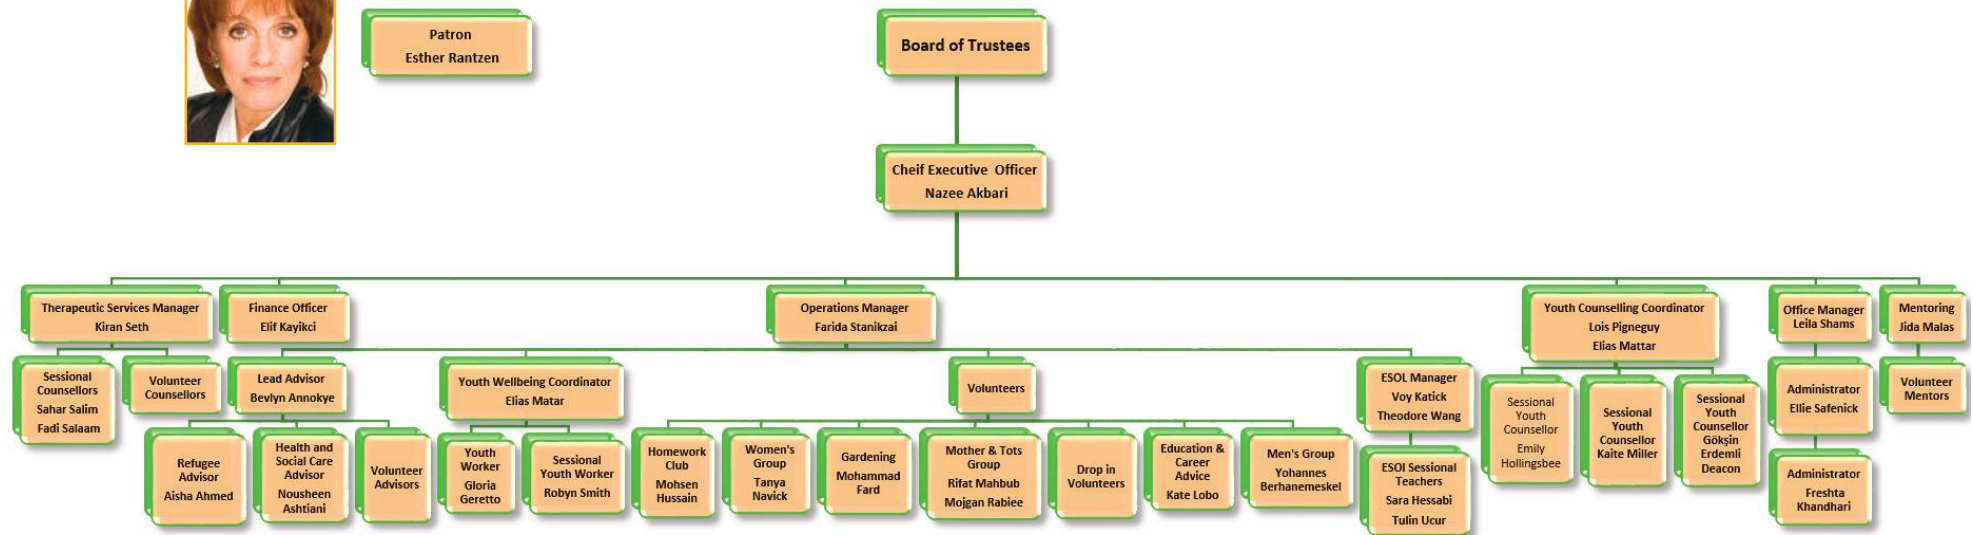 Patron
Esther Rantzen
Board of Trustees
Cheif Executive Officer
Nazee Akbari
Therapeutic Services Manager
Kiran Seth
Finance Officer
Elif Kayikci
Operations Manager
Farida Stanikzai
Youth Counselling Coordinator
Lois Pigneguy
Elias Mattar
Office Manager
Leila Shams
Mentoring
Jida Malas
Sessional
Counsellors
Sahar Salim
Fadi Salaam
Volunteer
Counsellors
Lead Advisor
Bevlyn Annokye
Youth Wellbeing Coordinator
Elias Matar
Volunteers
ESOL Manager
Voy Katick
Theodore Wang
Sessional
Youth
Counsellor
Emily
Hollingsbee
Sessional
Youth
Counsellor
Kaite Miller
Sessional
Youth
Counsellor
Gökşin
Erdemli
Deacon
Administrator
Ellie Safenick
Volunteer
Mentors
Refugee
Advisor
Aisha Ahmed
Health and
Social Care
Advisor
Nousheen
Ashtiani
Volunteer
Advisors
Youth
Worker
Gloria
Geretto
Sessional
Youth Worker
Robyn Smith
Homework
Club
Mohsen
Hussain
Women's
Group
Tanya
Navick
Gardening
Mohammad
Fard
Mother & Tots
Group
Rifat Mahbub
Mojgan Rabiee
Drop in
Volunteers
Education &
Career
Advice
Kate Lobo
Men's Group
Yohannes
Berhanemeskel
ESOI Sessional
Teachers
Sara Hessabi
Tulin Ucur
Administrator
Freshta
Khandhari